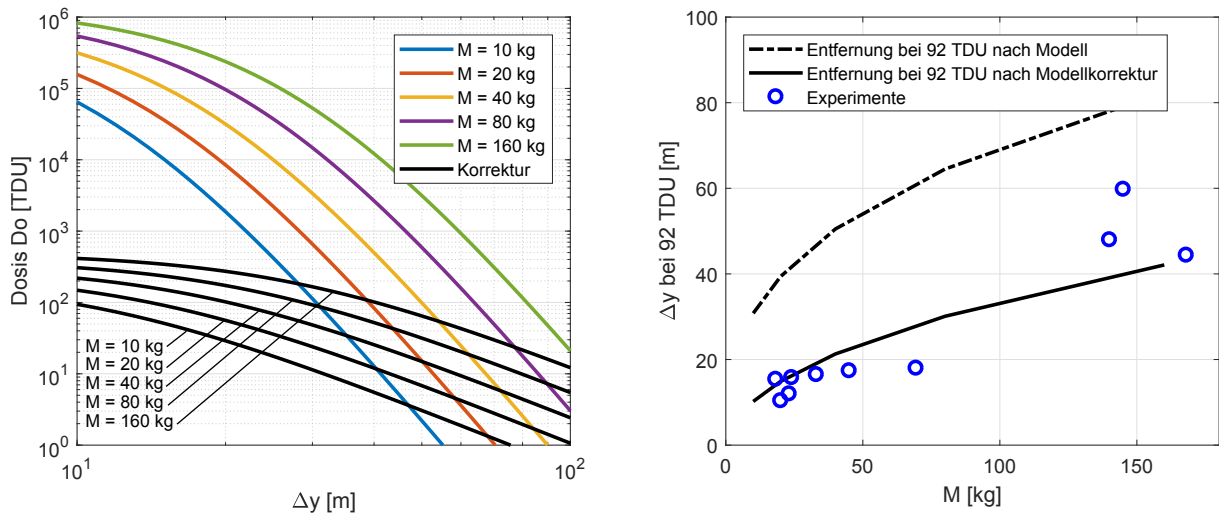 10^6
10^5
10^4
10^3
10^2
10^1
10^0
Dosis Do [TDU]
M = 10 kg
M = 20 kg
M = 40 kg
M = 80 kg
M = 160 kg
Korrektur
M = 10 kg
M = 20 kg
M = 40 kg
M = 80 kg
M = 160 kg
10^1
10^2
Δy [m]
100
80
60
40
20
0
Δy bei 92 TDU [m]
Entfernung bei 92 TDU nach Modell
Entfernung bei 92 TDU nach Modellkorrektur
Experimente
0
50
100
150
M [kg]